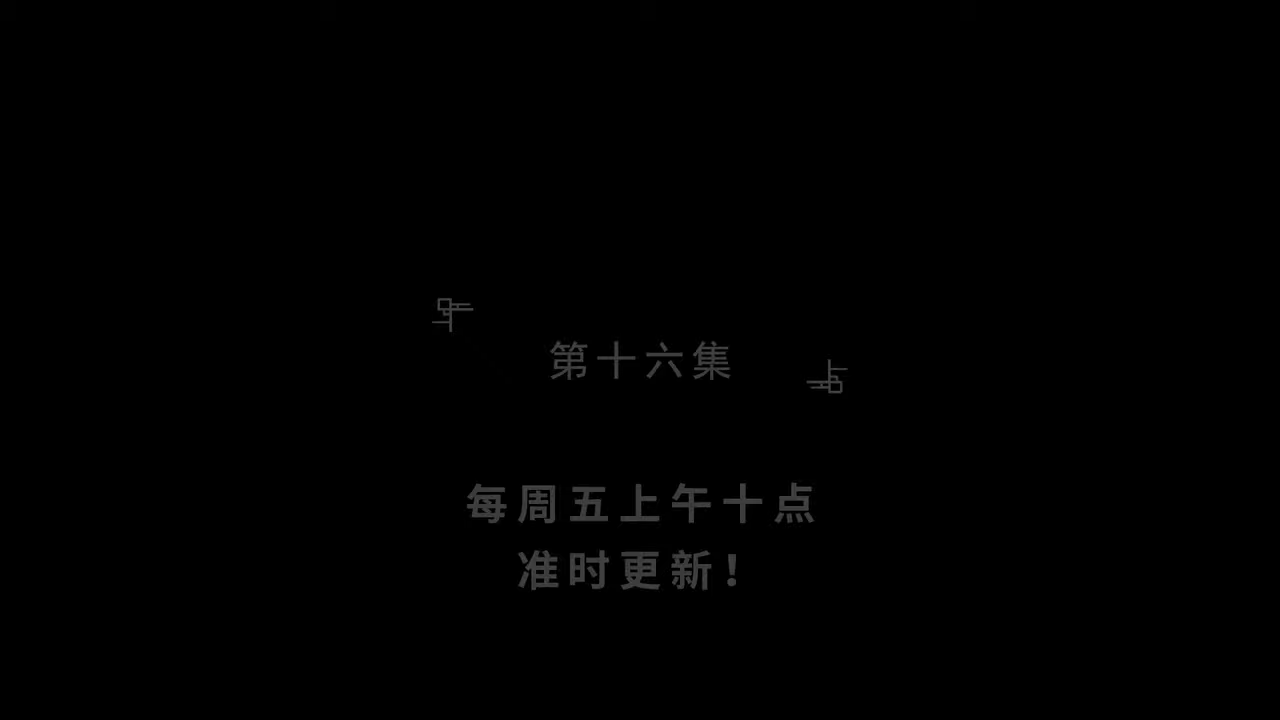 第十六集
每周五上午十点
准时更新！